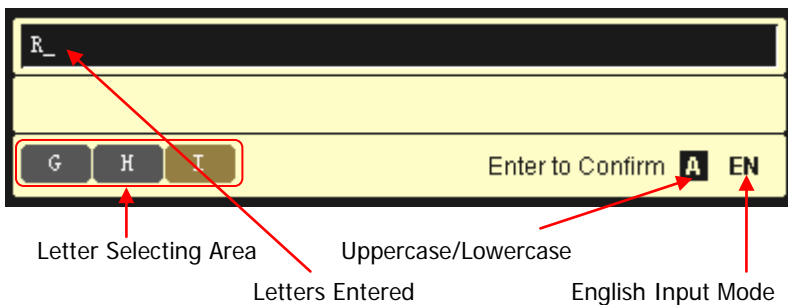 R_
G H I Enter to Confirm A EN
Letter Selecting Area Uppercase/Lowercase
Letters Entered English Input Mode